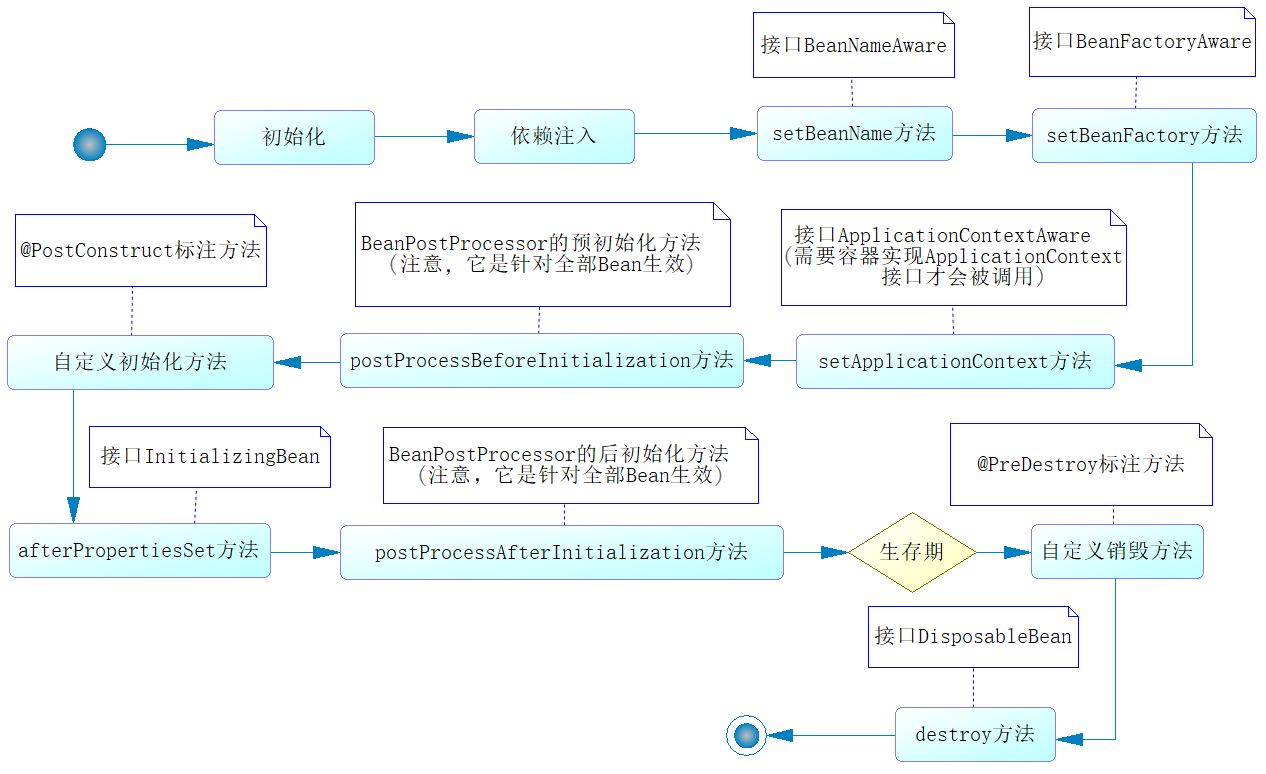 接口BeanNameAware
接口BeanFactoryAware
初始化
依赖注入
setBeanName方法
setBeanFactory方法
@PostConstruct标注方法
BeanPostProcessor的预初始化方法
（注意，它是针对全部Bean生效）
接口ApplicationContextAware
(需要容器实现ApplicationContext
接口才会被调用）
自定义初始化方法
postProcessBeforeInitialization方法
setApplicationContext方法
接口InitializingBean
BeanPostProcessor的后初始化方法
（注意，它是针对全部Bean生效）
@PreDestroy标注方法
afterPropertiesSet方法
postProcessAfterInitialization方法
生存期
自定义销毁方法
接口DisposableBean
destroy方法